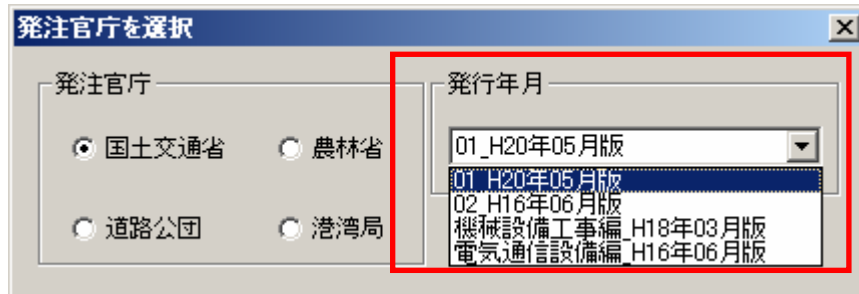 発注官庁を選択
発注官庁
国土交通省
農林省
道路公団
港湾局
発行年月
01_H20年05月版
01_H20年05月版
02_H16年06月版
機械設備工事編_H18年03月版
電気通信設備編_H16年06月版